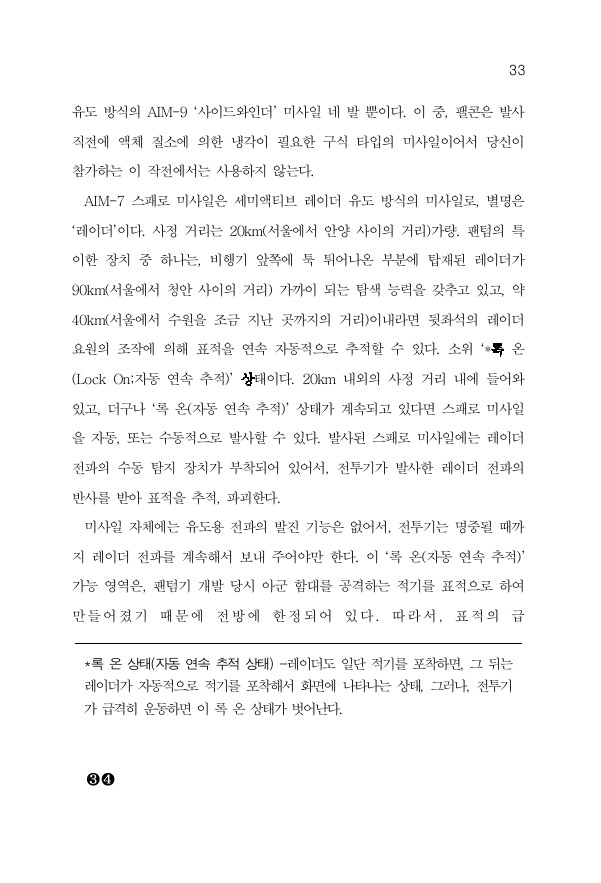 33
유도 방식의 AIM-9 ‘사이드와인더’ 미사일 네 발 뿐이다. 이 중, 팰콘은 발사
직전에 액체 질소에 의한 냉각이 필요한 구식 타입의 미사일이어서 당신이
참가하는 이 작전에서는 사용하지 않는다.
AIM-7 스패로 미사일은 세미액티브 레이더 유도 방식의 미사일로, 별명은
‘레이더’이다. 사정 거리는 20km(서울에서 안양 사이의 거리)가량. 팬텀의 특
이한 장치 중 하나는, 비행기 앞쪽에 툭 튀어나온 부분에 탑재된 레이더가
90km(서울에서 청안 사이의 거리) 가까이 되는 탐색 능력을 갖추고 있고, 약
40km(서울에서 수원을 조금 지난 곳까지의 거리)이내라면 뒷좌석의 레이더
요원의 조작에 의해 표적을 연속 자동적으로 추적할 수 있다. 소위 ‘*록 온
(Lock On:자동 연속 추적)’ 상태이다. 20km 내외의 사정 거리 내에 들어와
있고, 더구나 ‘록 온(자동 연속 추적)’ 상태가 계속되고 있다면 스패로 미사일
을 자동, 또는 수동적으로 발사할 수 있다. 발사된 스패로 미사일에는 레이더
전파의 수동 탐지 장치가 부착되어 있어서, 전투기가 발사한 레이더 전파의
반사를 받아 표적을 추적, 파괴한다.
미사일 자체에는 유도용 전파의 발진 기능은 없어서, 전투기는 명중될 때까
지 레이더 전파를 계속해서 보내 주어야만 한다. 이 ‘록 온(자동 연속 추적)’
가능 영역은, 팬텀기 개발 당시 아군 함대를 공격하는 적기를 표적으로 하여
만들어졌기 때문에 전방에 한정되어 있다. 따라서, 표적의 급
*록 온 상태(자동 연속 추적 상태) -레이더도 일단 적기를 포착하면, 그 뒤는
레이더가 자동적으로 적기를 포착해서 화면에 나타나는 상태, 그러나, 전투기
가 급격히 운동하면 이 록 온 상태가 벗어난다.
❸❹